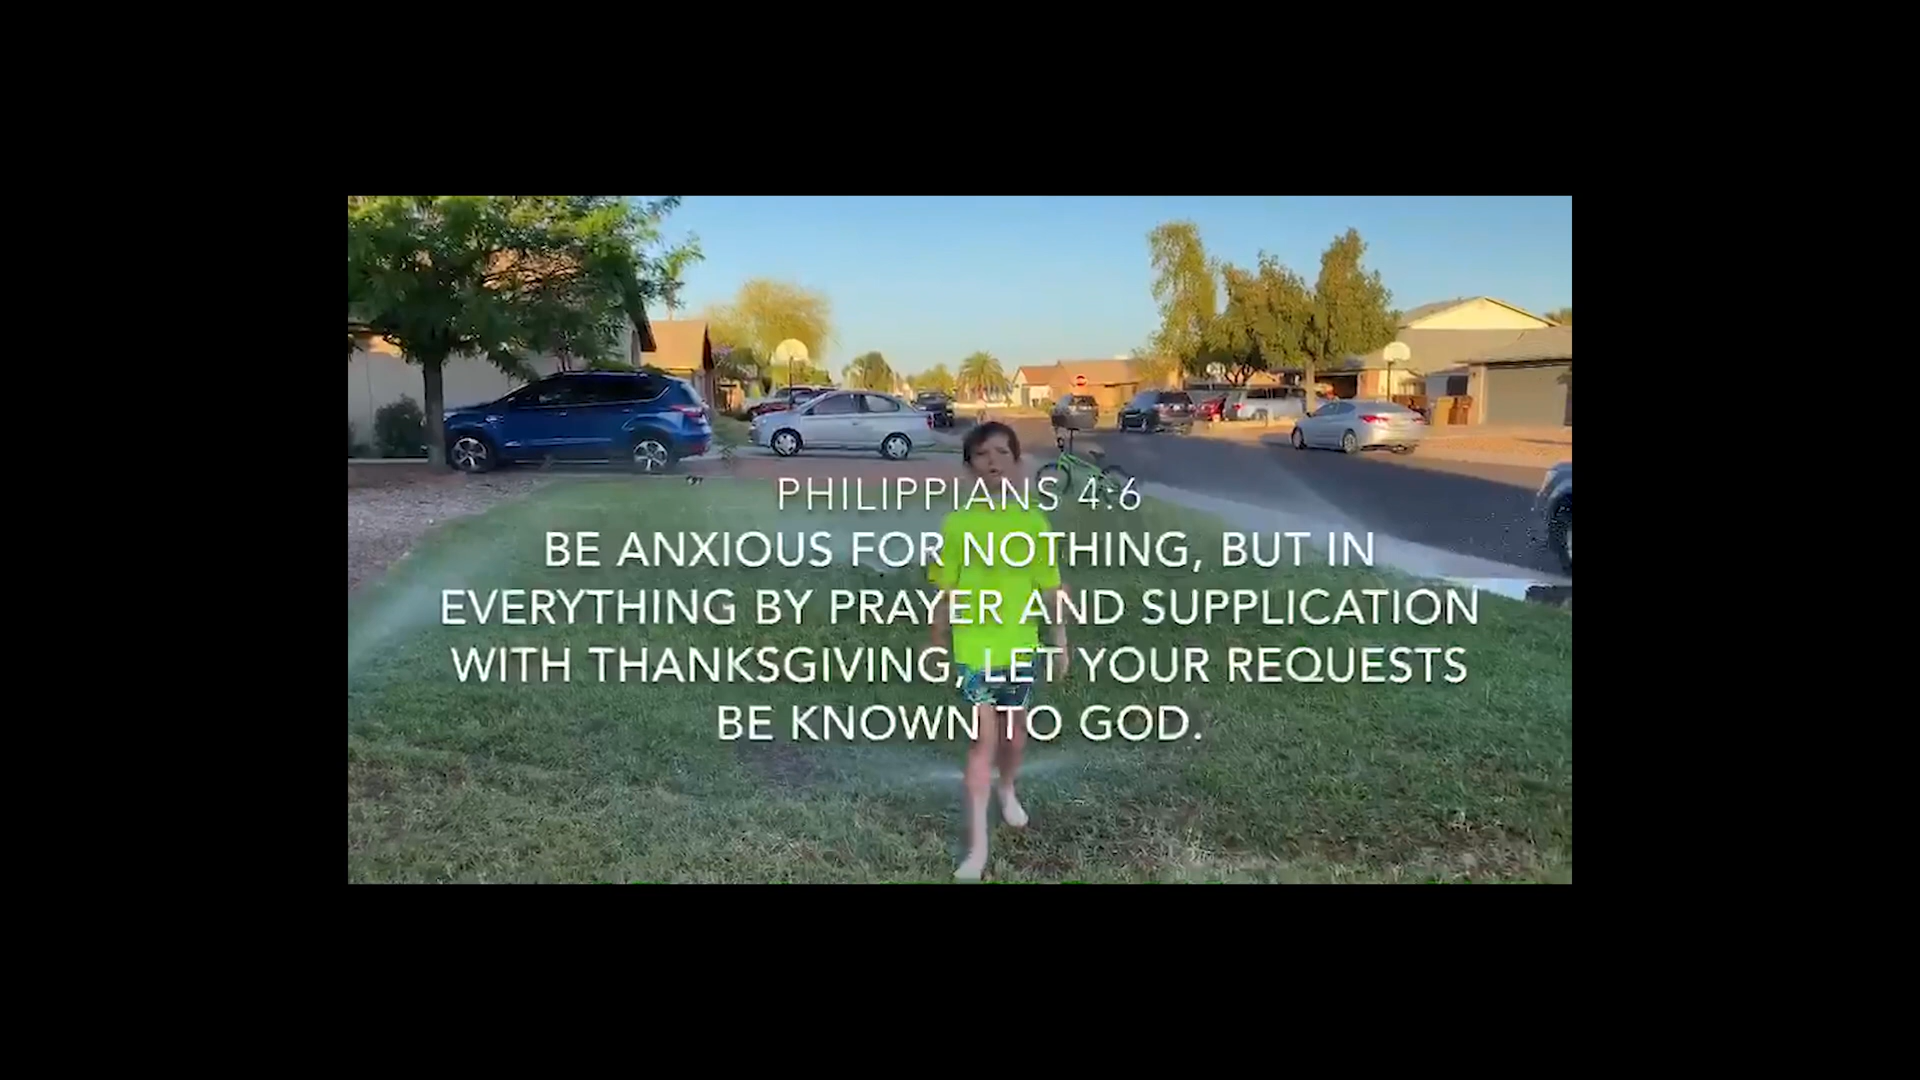 PHILIPPIANS 4:6
BE ANXIOUS FOR NOTHING, BUT IN
EVERYTHING BY PRAYER AND SUPPLICATION
WITH THANKSGIVING, LET YOUR REQUESTS
BE KNOWN TO GOD.